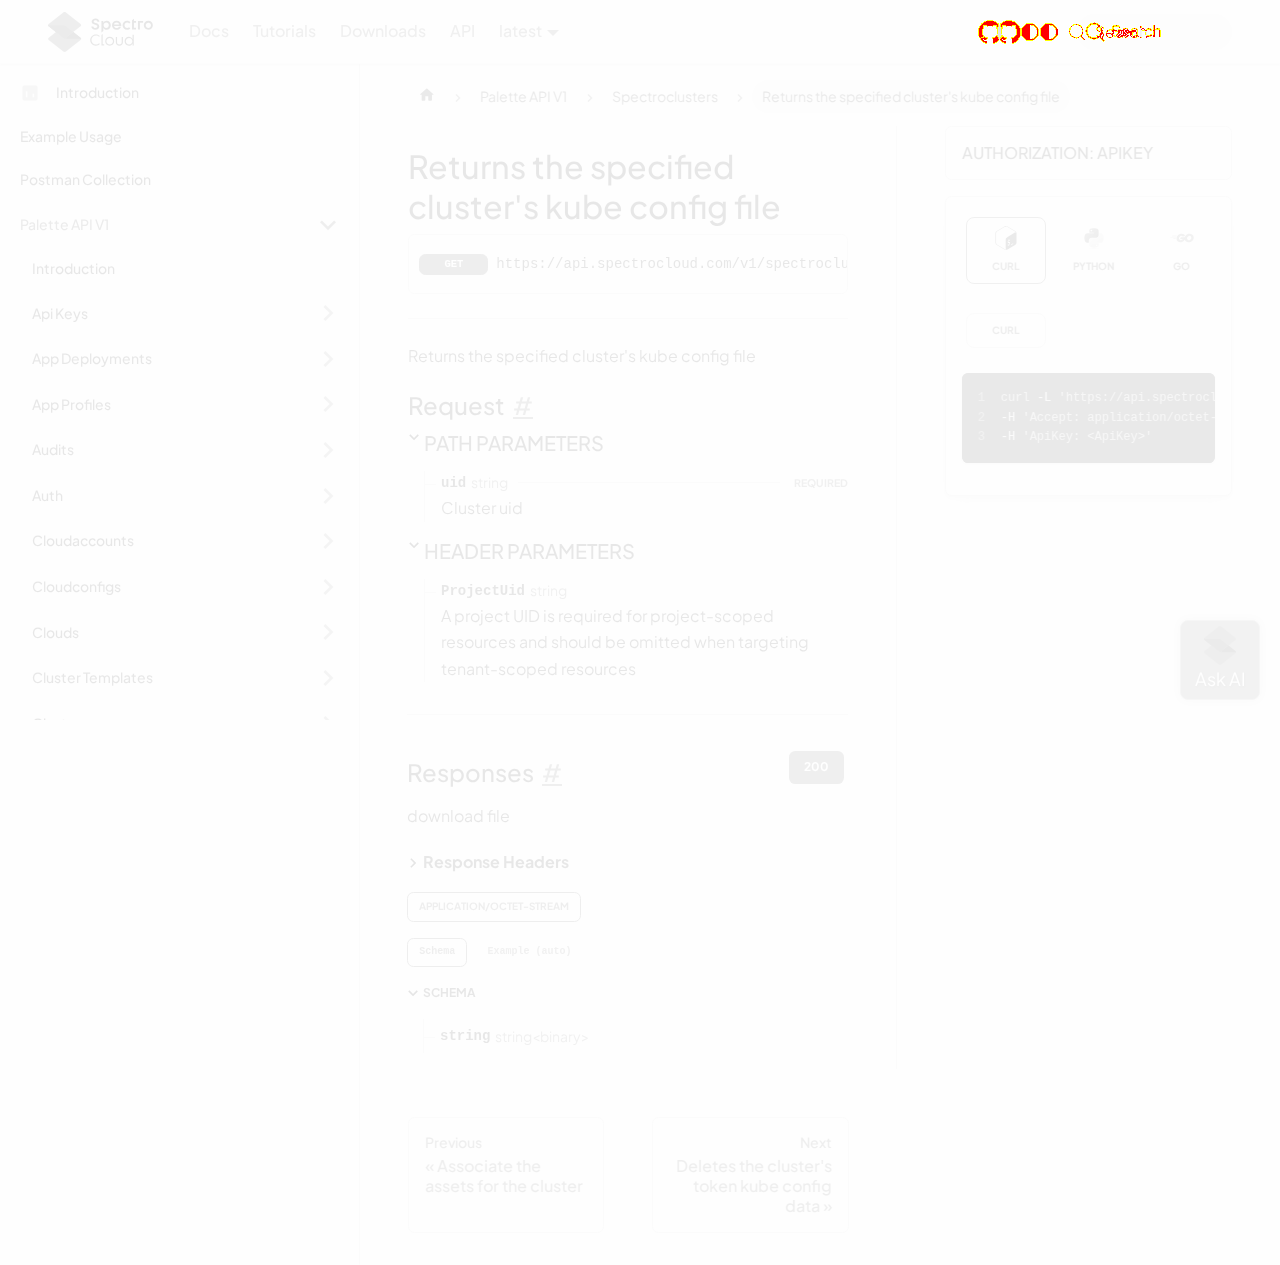 Spectro
Cloud
Docs
Tutorials
Downloads
API
latest
Introduction
Example Usage
Postman Collection
Palette API V1
Introduction
Api Keys
App Deployments
App Profiles
Audits
Auth
Cloudaccounts
Cloudconfigs
Clouds
Cluster Templates
Palette API V1
Spectroclusters
Returns the specified cluster's kube config file
Returns the specified
cluster's kube config file
GET
https://api.spectrocloud.com/v1/spectroclu
Returns the specified cluster's kube config file
Request #
PATH PARAMETERS
uid string
REQUIRED
Cluster uid
HEADER PARAMETERS
ProjectUid string
A project UID is required for project-scoped
resources and should be omitted when targeting
tenant-scoped resources
Responses #
200
download file
Response Headers
APPLICATION/OCTET-STREAM
Schema
Example (auto)
SCHEMA
string string<binary>
Previous
« Associate the
assets for the cluster
Next
Deletes the cluster's
token kube config
data »
AUTHORIZATION: APIKEY
CURL
PYTHON
GO
GO
CURL
1 curl -L 'https://api.spectrocl
2 -H 'Accept: application/octet-
3 -H 'ApiKey: <ApiKey>'
Ask AI